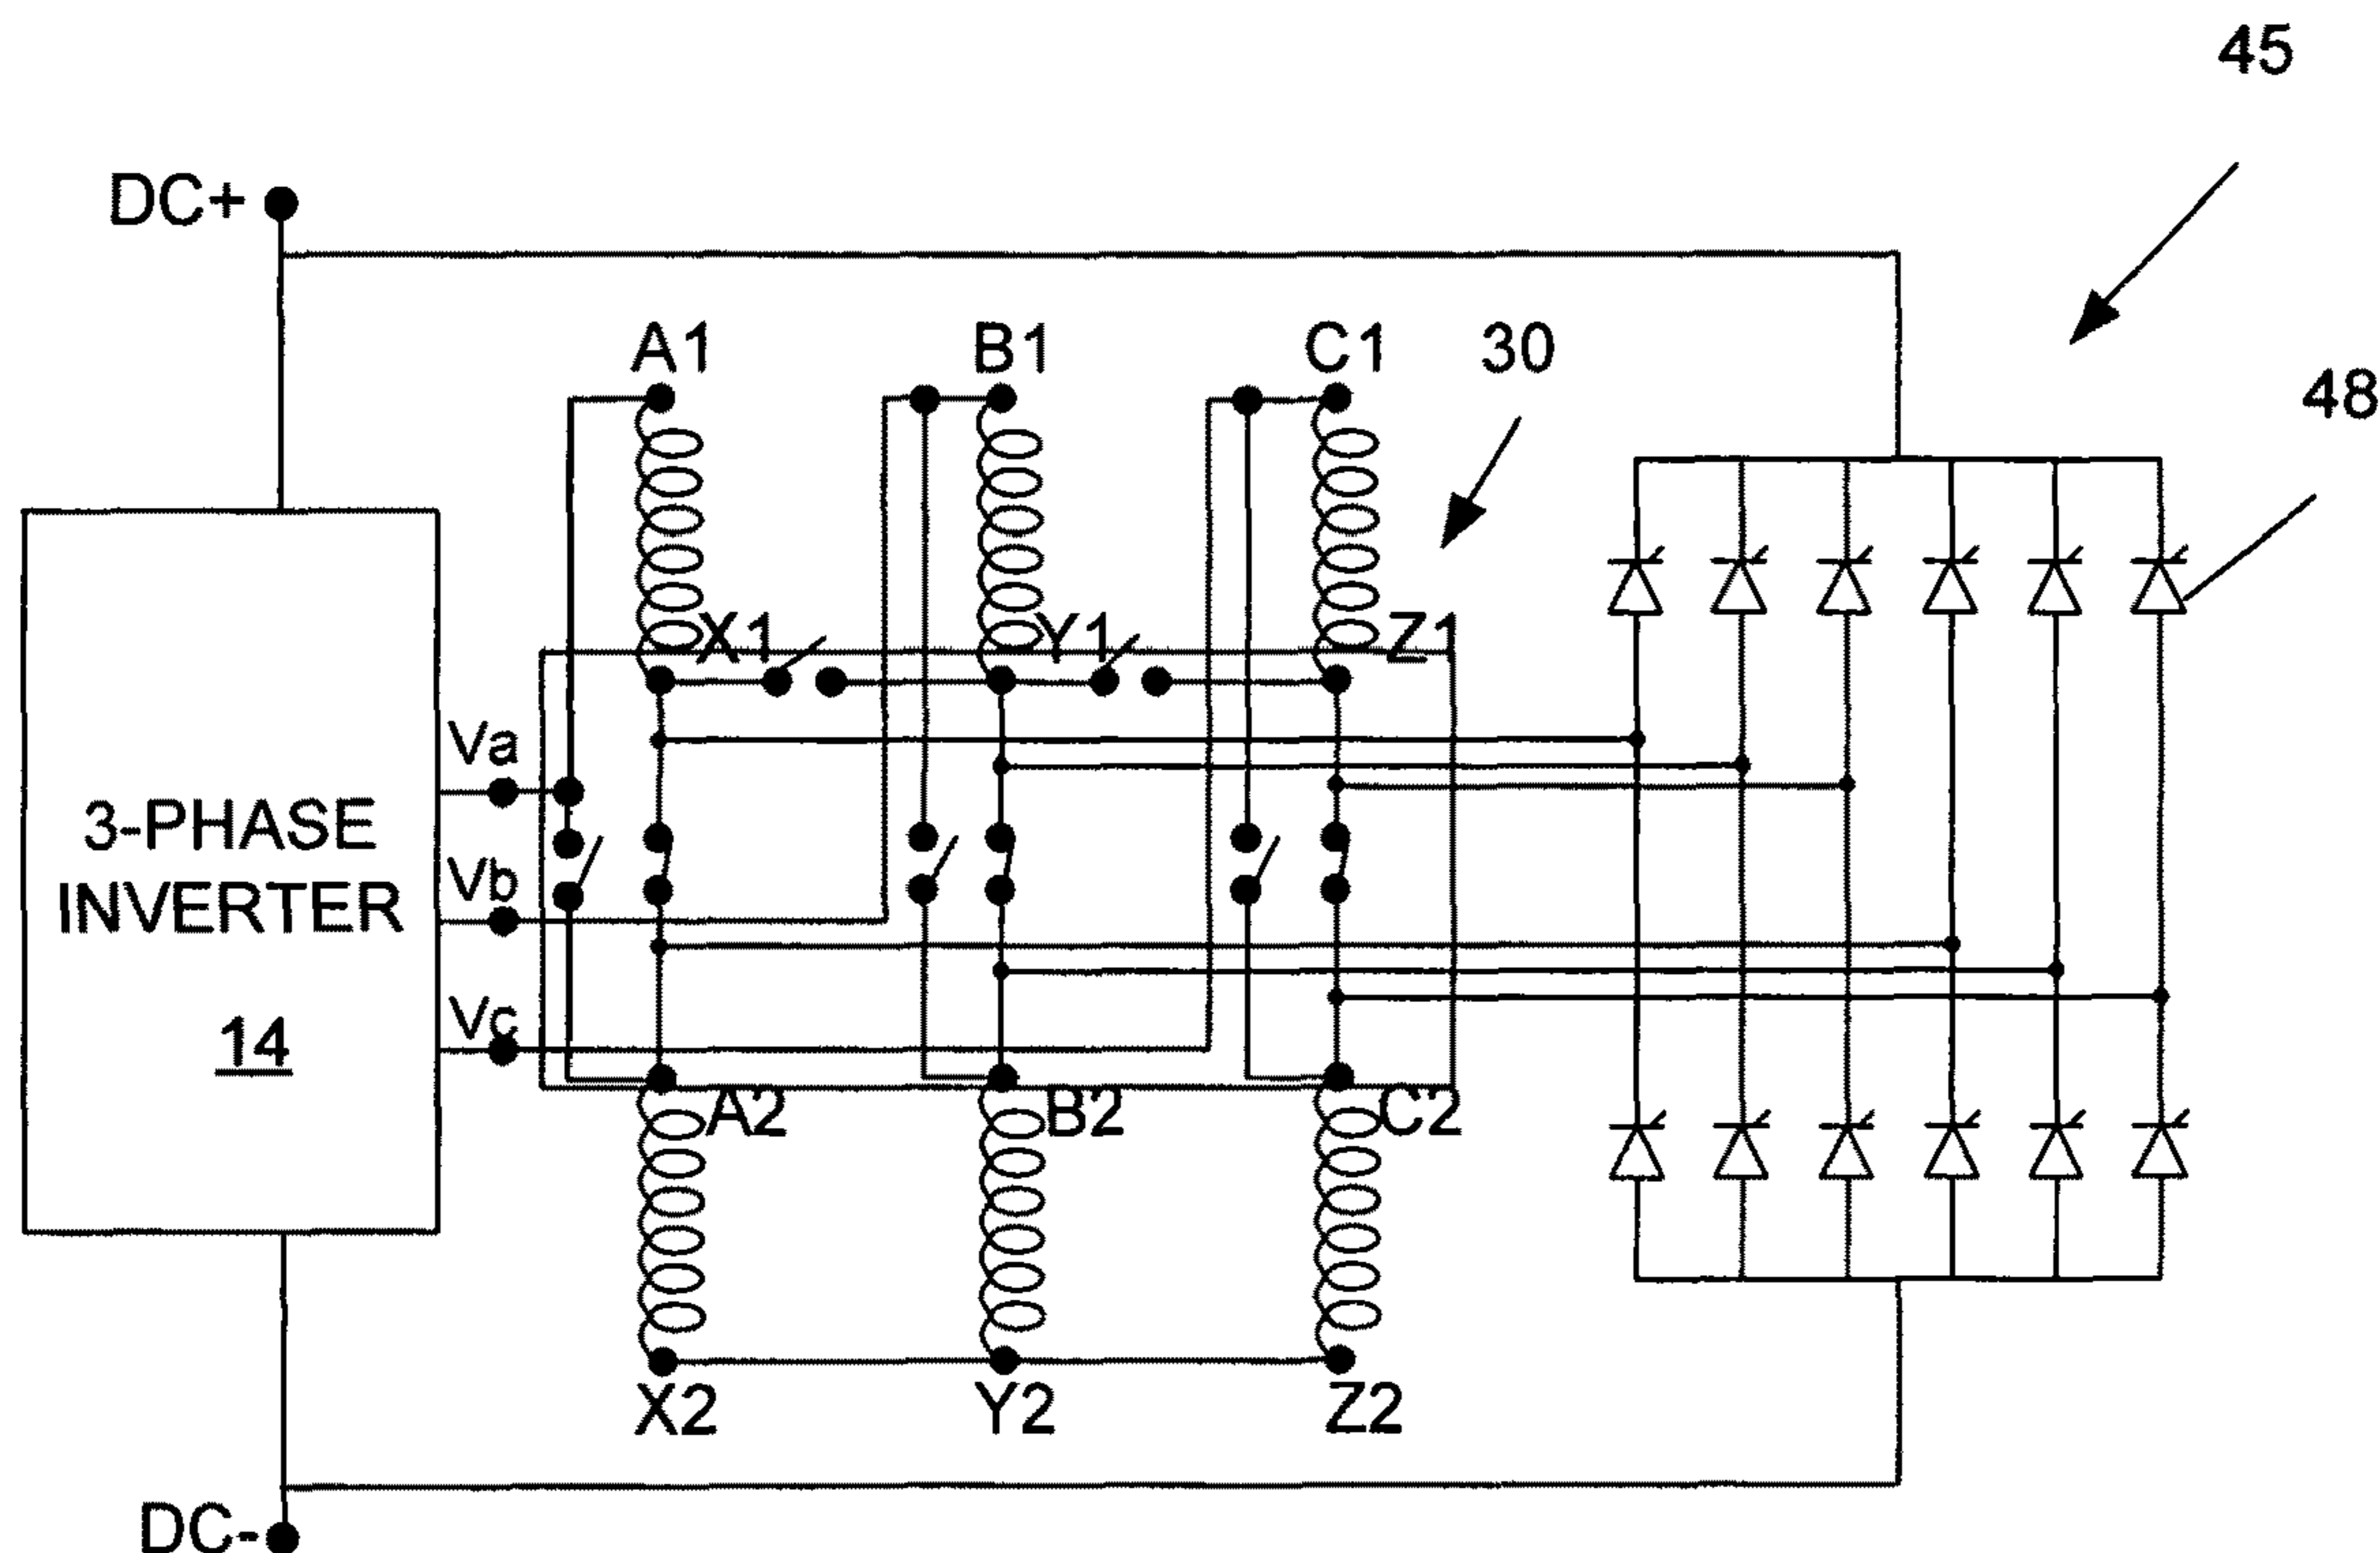 45
DC+
A1
B1
C1
30
48
X1
Y1
Z1
Va
3-PHASE
INVERTER
Vb
14
Vc
A2
B2
C2
X2
Y2
Z2
DC-